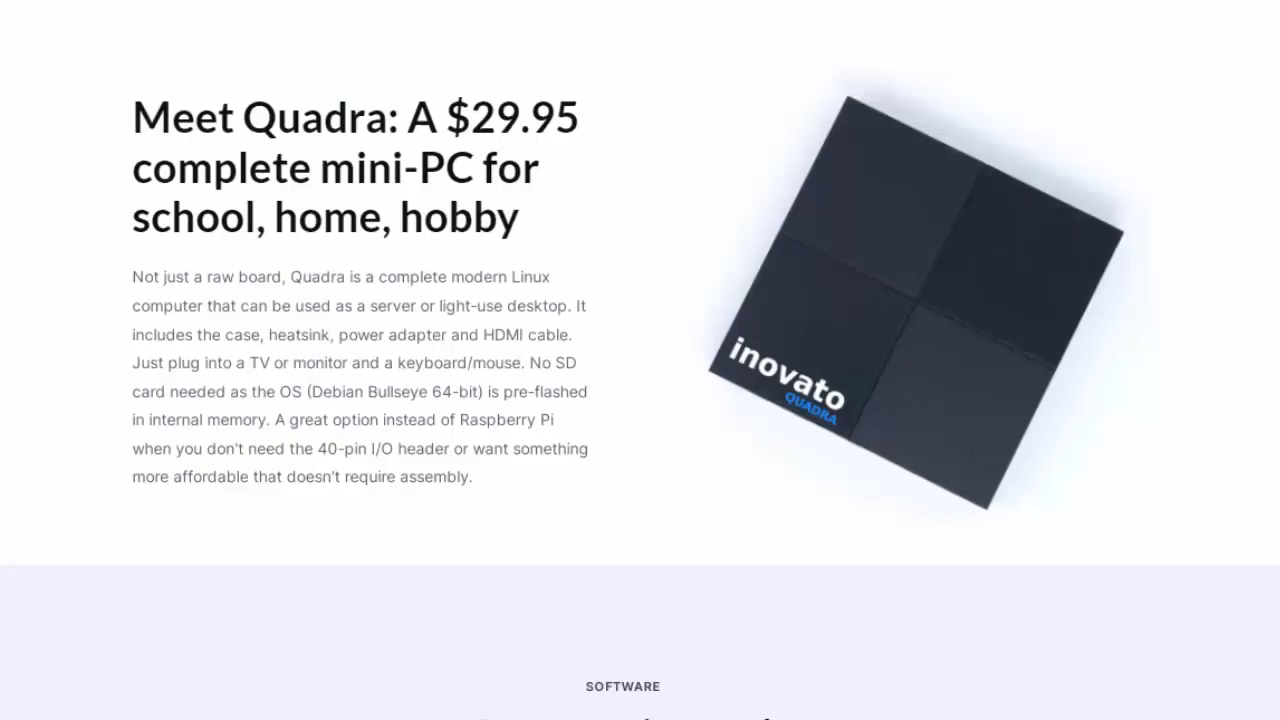 Meet Quadra: A $29.95
complete mini-PC for
school, home, hobby
Not just a raw board, Quadra is a complete modern Linux
computer that can be used as a server or light-use desktop. It
includes the case, heatsink, power adapter and HDMI cable.
Just plug into a TV or monitor and a keyboard/mouse. No SD
card needed as the OS (Debian Bullseye 64-bit) is pre-flashed
in internal memory. A great option instead of Raspberry Pi
when you don't need the 40-pin I/O header or want something
more affordable that doesn't require assembly.
inovato
QUADRA
SOFTWARE